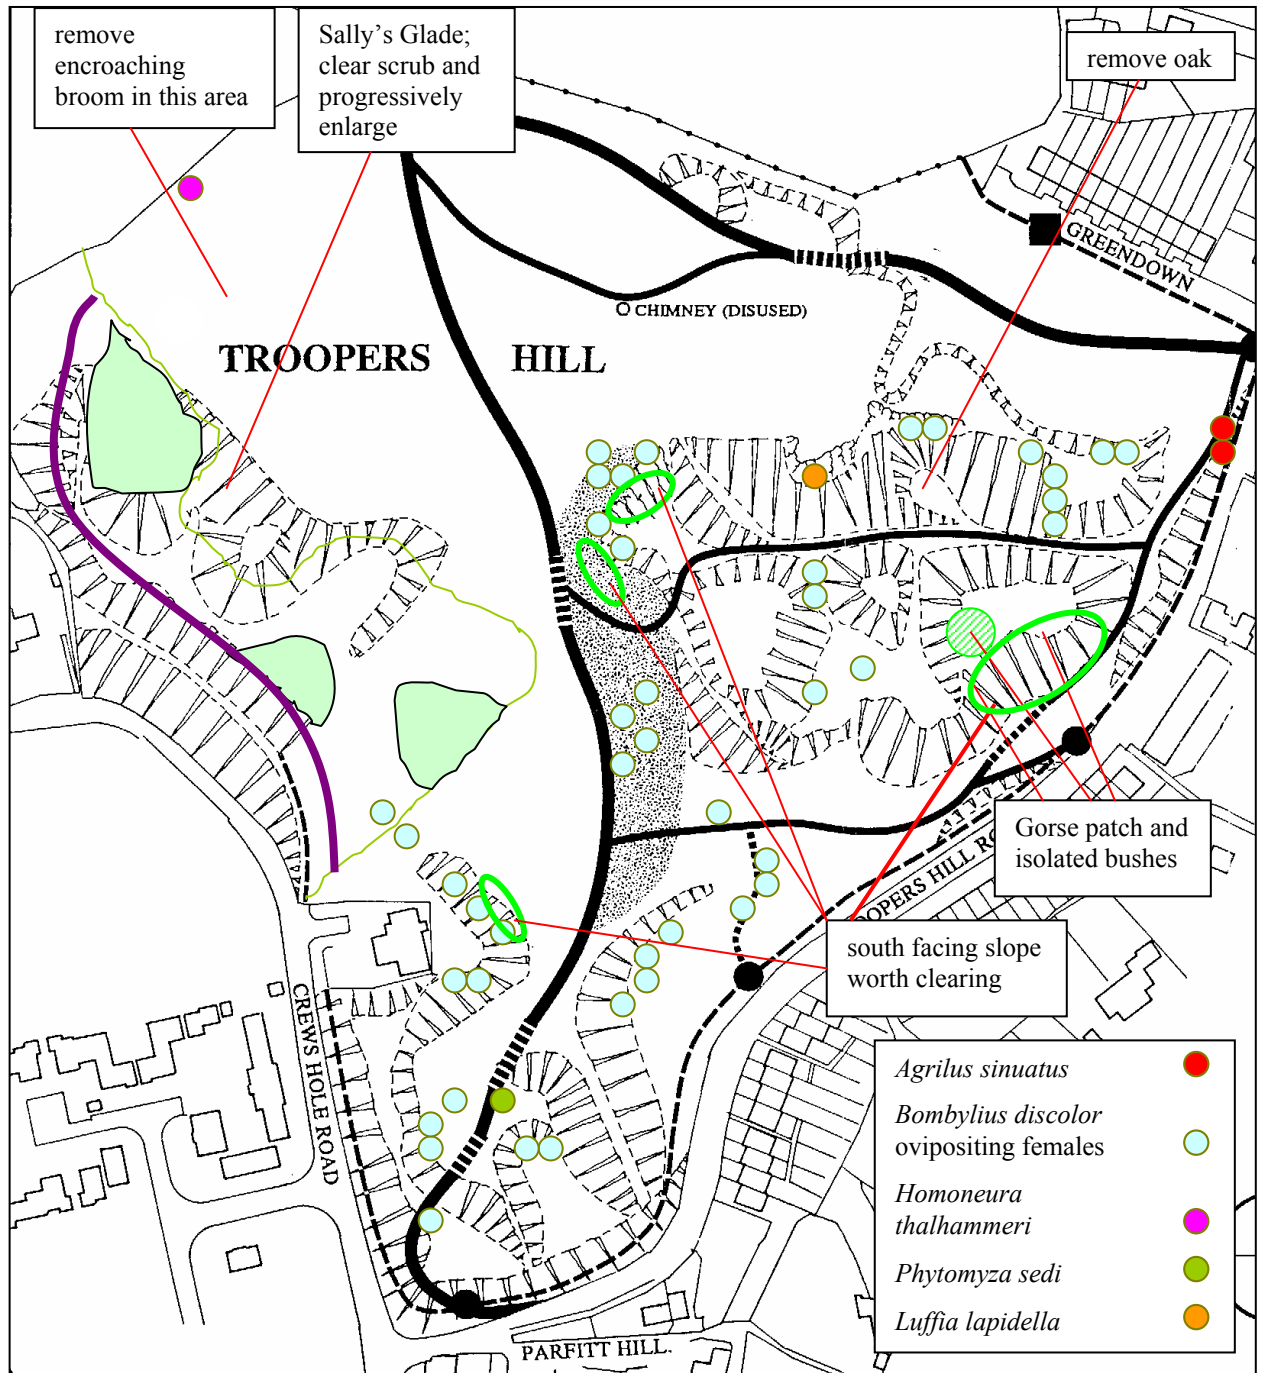 remove
encroaching
broom in this area
Sally's Glade;
clear scrub and
progressively
enlarge
remove oak
GREENDOWN
O CHIMNEY (DISUSED)
TROOPERS HILL
Gorse patch and
isolated bushes
OOPERS HILL RO
south facing slope
worth clearing
CREWS HOLE ROAD
PARFITT HILL.
Agrilus sinuatus
Bombylius discolor
ovipositing females
Homoneura
thalhammeri
Phytomyza sedi
Luffia lapidella